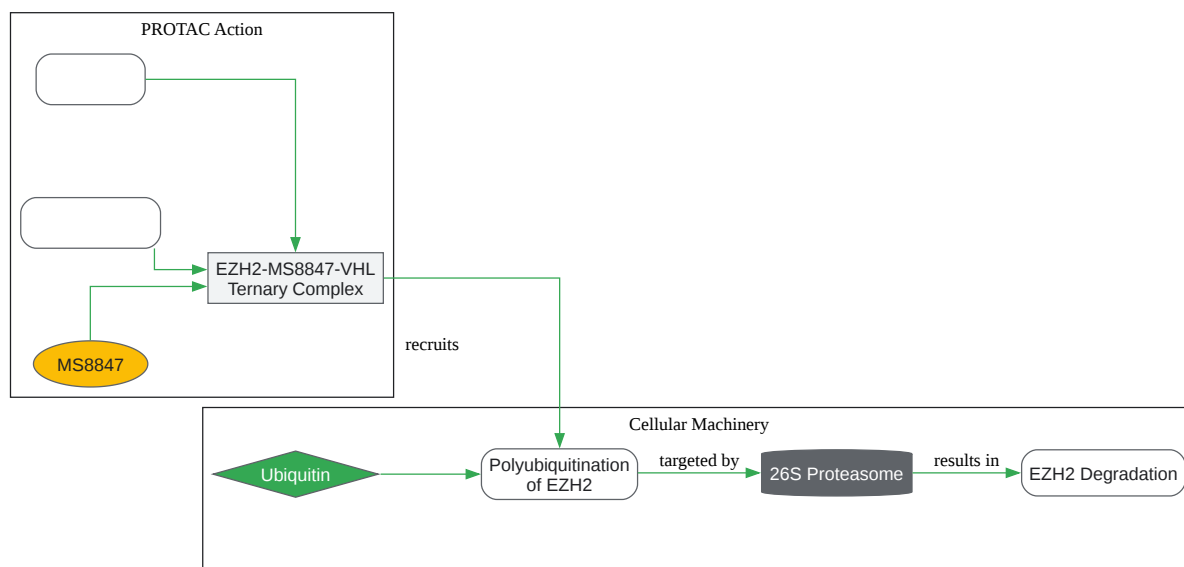 PROTAC Action
EZH2-MS8847-VHL
Ternary Complex
MS8847
recruits
Cellular Machinery
Ubiquitin
Polyubiquitination
of EZH2
targeted by
26S Proteasome
results in
EZH2 Degradation